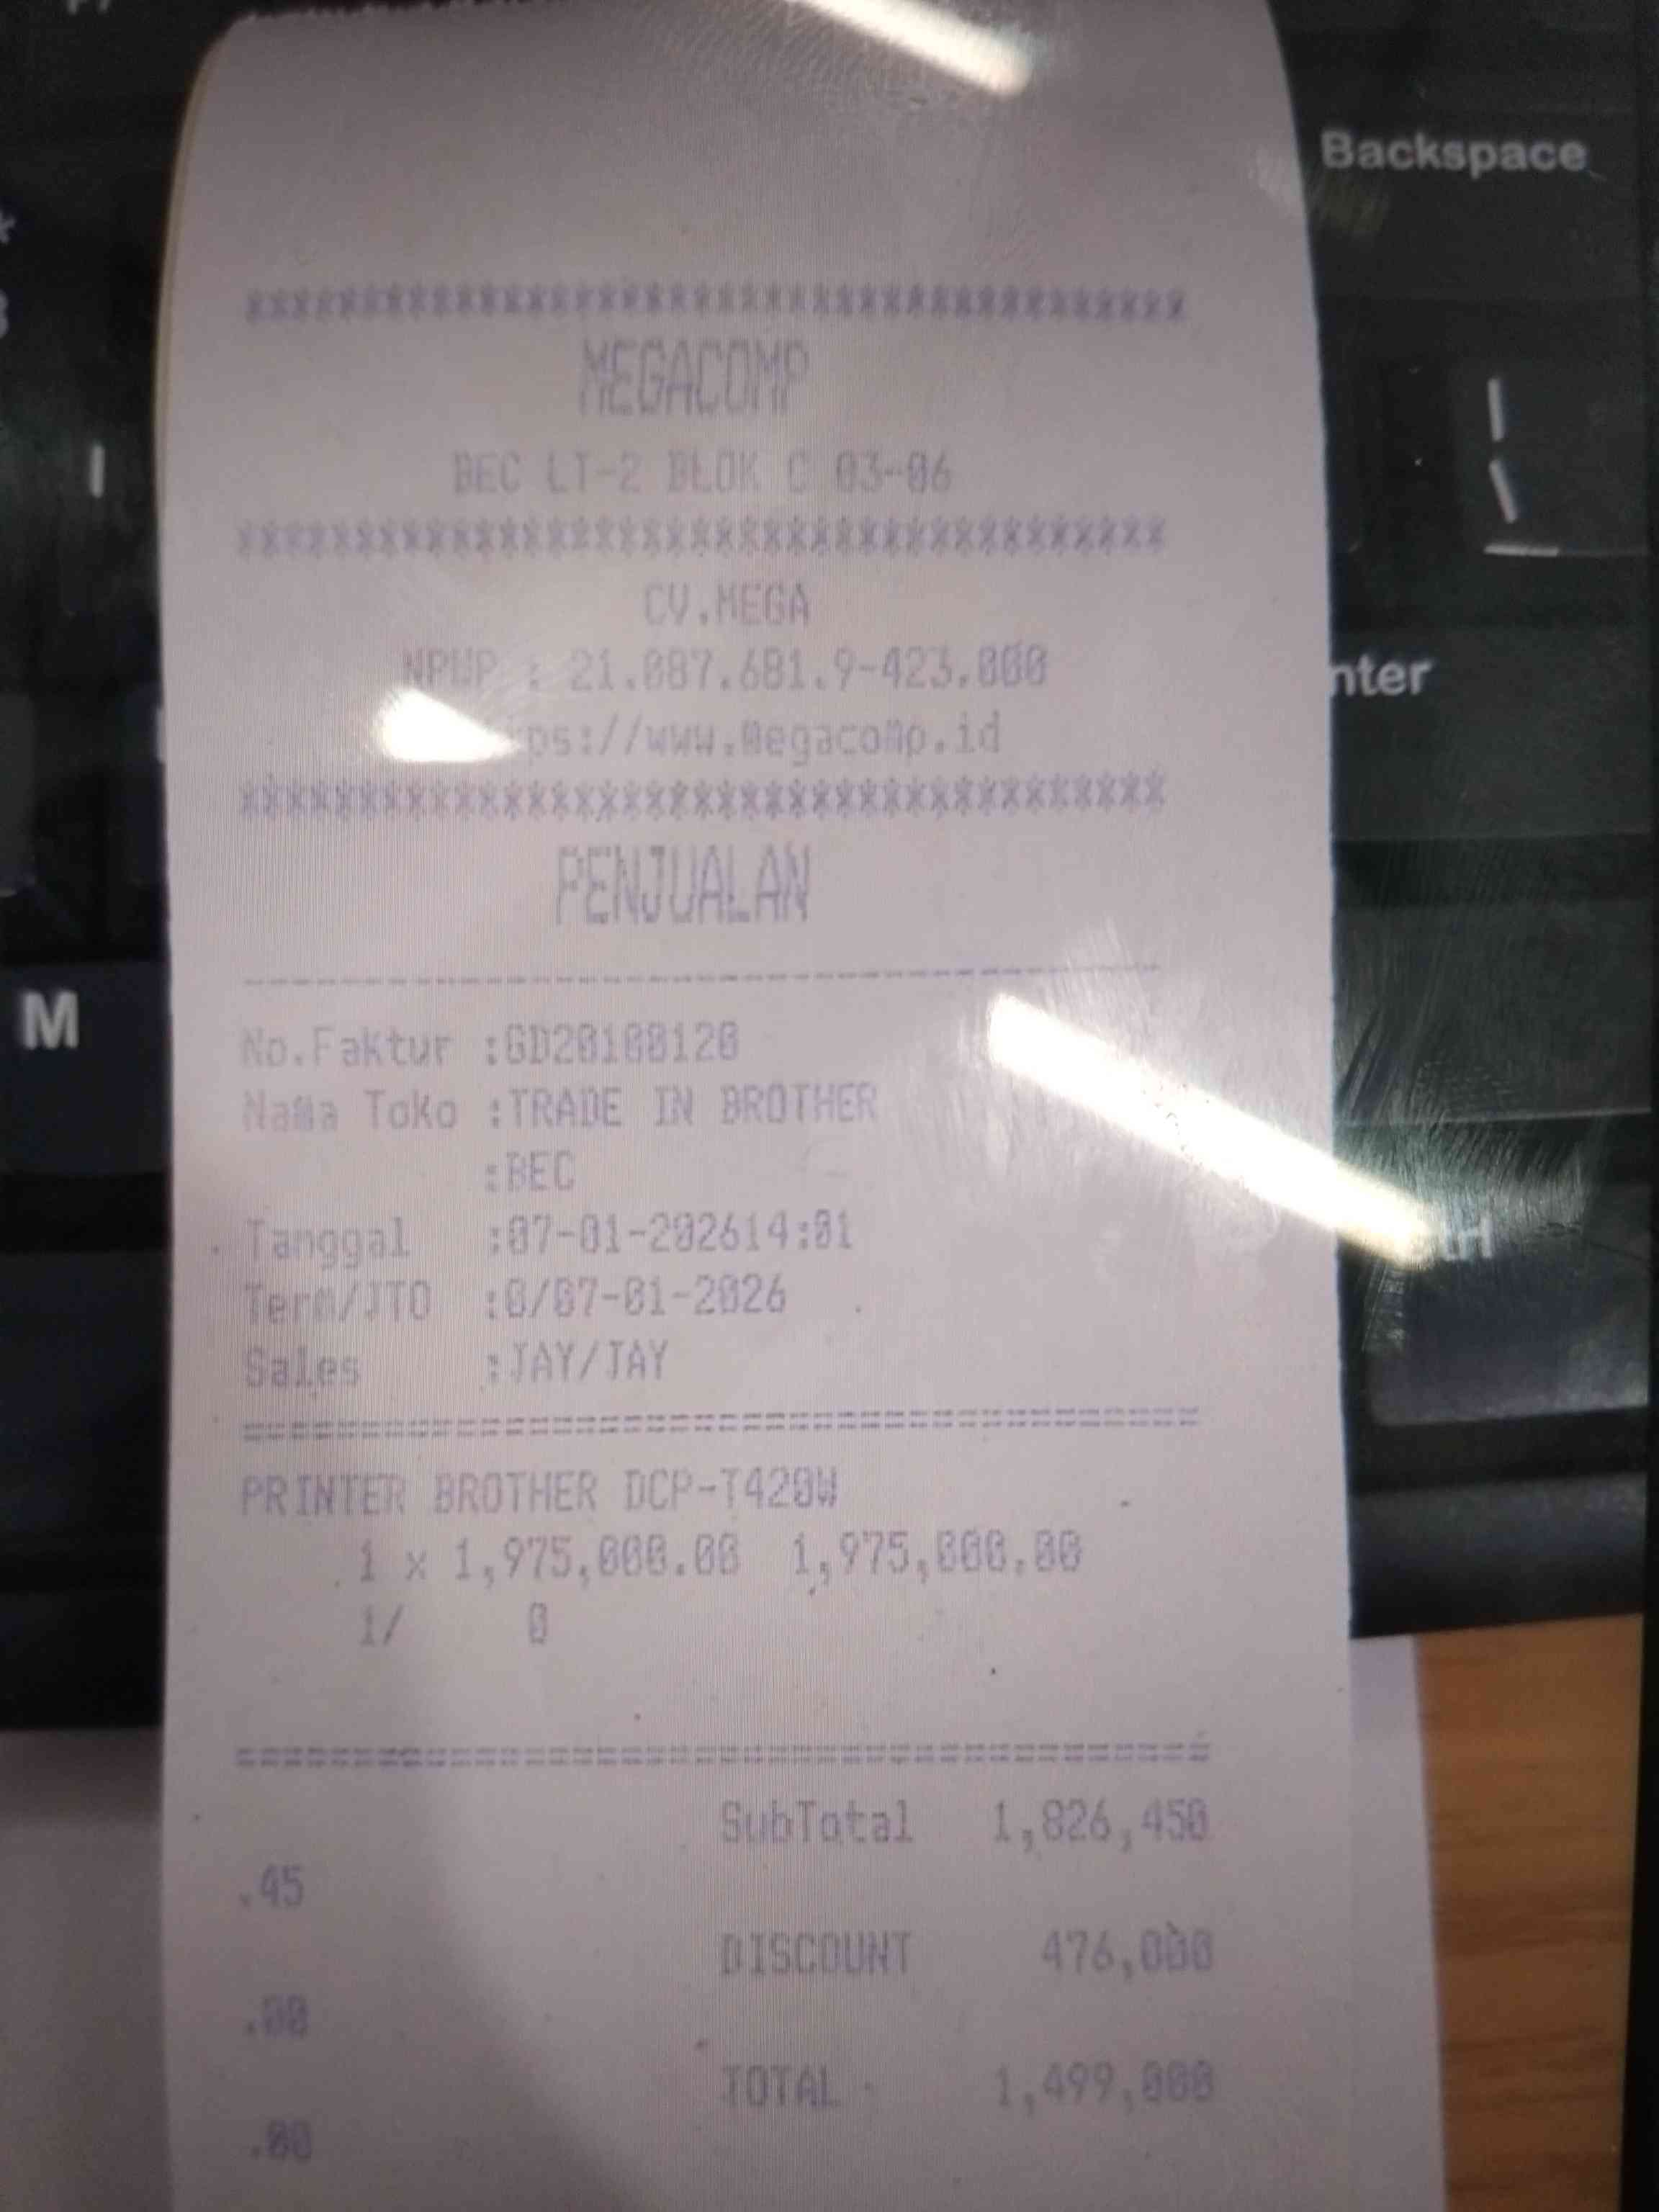 Backspace
|
\
nter
M
****************************************
MEGACOMP
BEC LT-2 BLOK C 03-06
****************************************
CV.MEGA
NPWP : 21.087.681.9-423.000
ps://www.megacomp.id
****************************************
PENJUALAN
----------------------------------------
No.Faktur :GD20100120
Nama Toko :TRADE IN BROTHER
:BEC
Tanggal :07-01-202614:01
Term/JTO :0/07-01-2026
Sales :JAY/JAY
========================================
PRINTER BROTHER DCP-T420W
1 x 1,975,000.00 1,975,000.00
1/ 0
========================================
SubTotal 1,826,450
.45
DISCOUNT 476,000
.00
TOTAL 1,499,000
.00